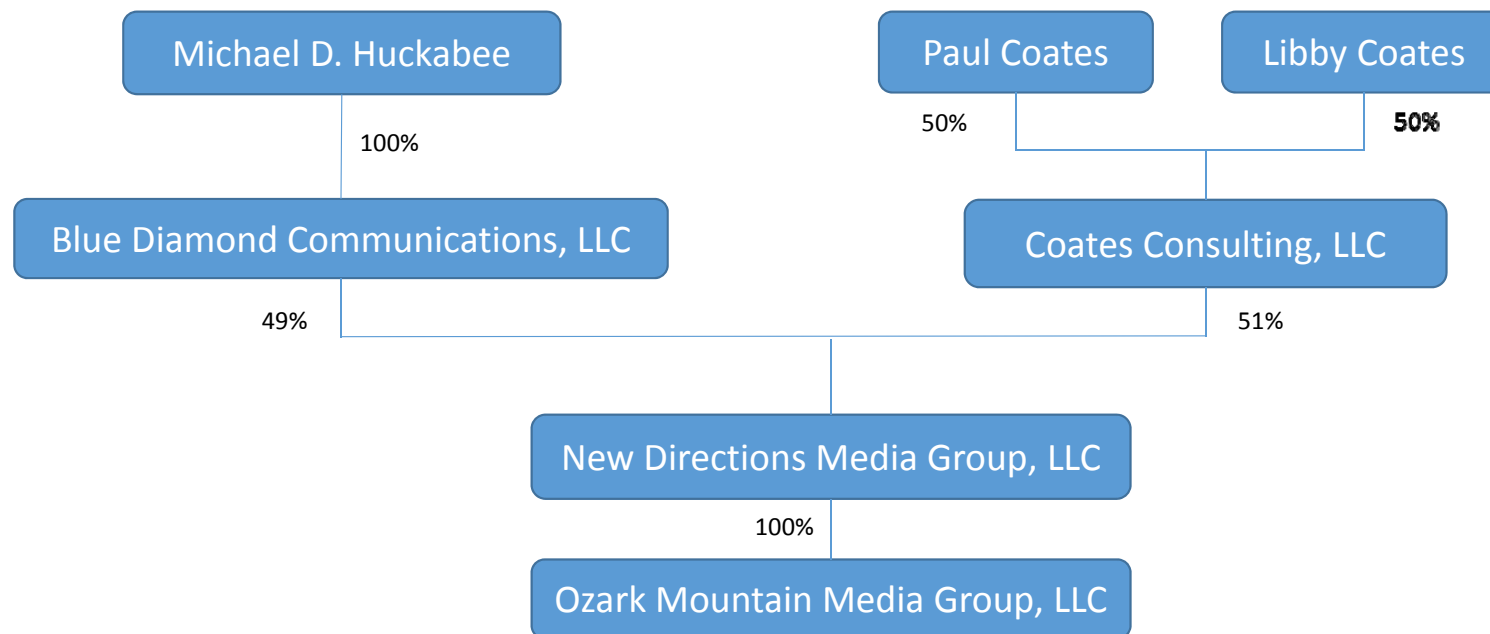 Michael D. Huckabee
Paul Coates
Libby Coates
100%
50%
50%
Blue Diamond Communications, LLC
Coates Consulting, LLC
49%
51%
New Directions Media Group, LLC
100%
Ozark Mountain Media Group, LLC